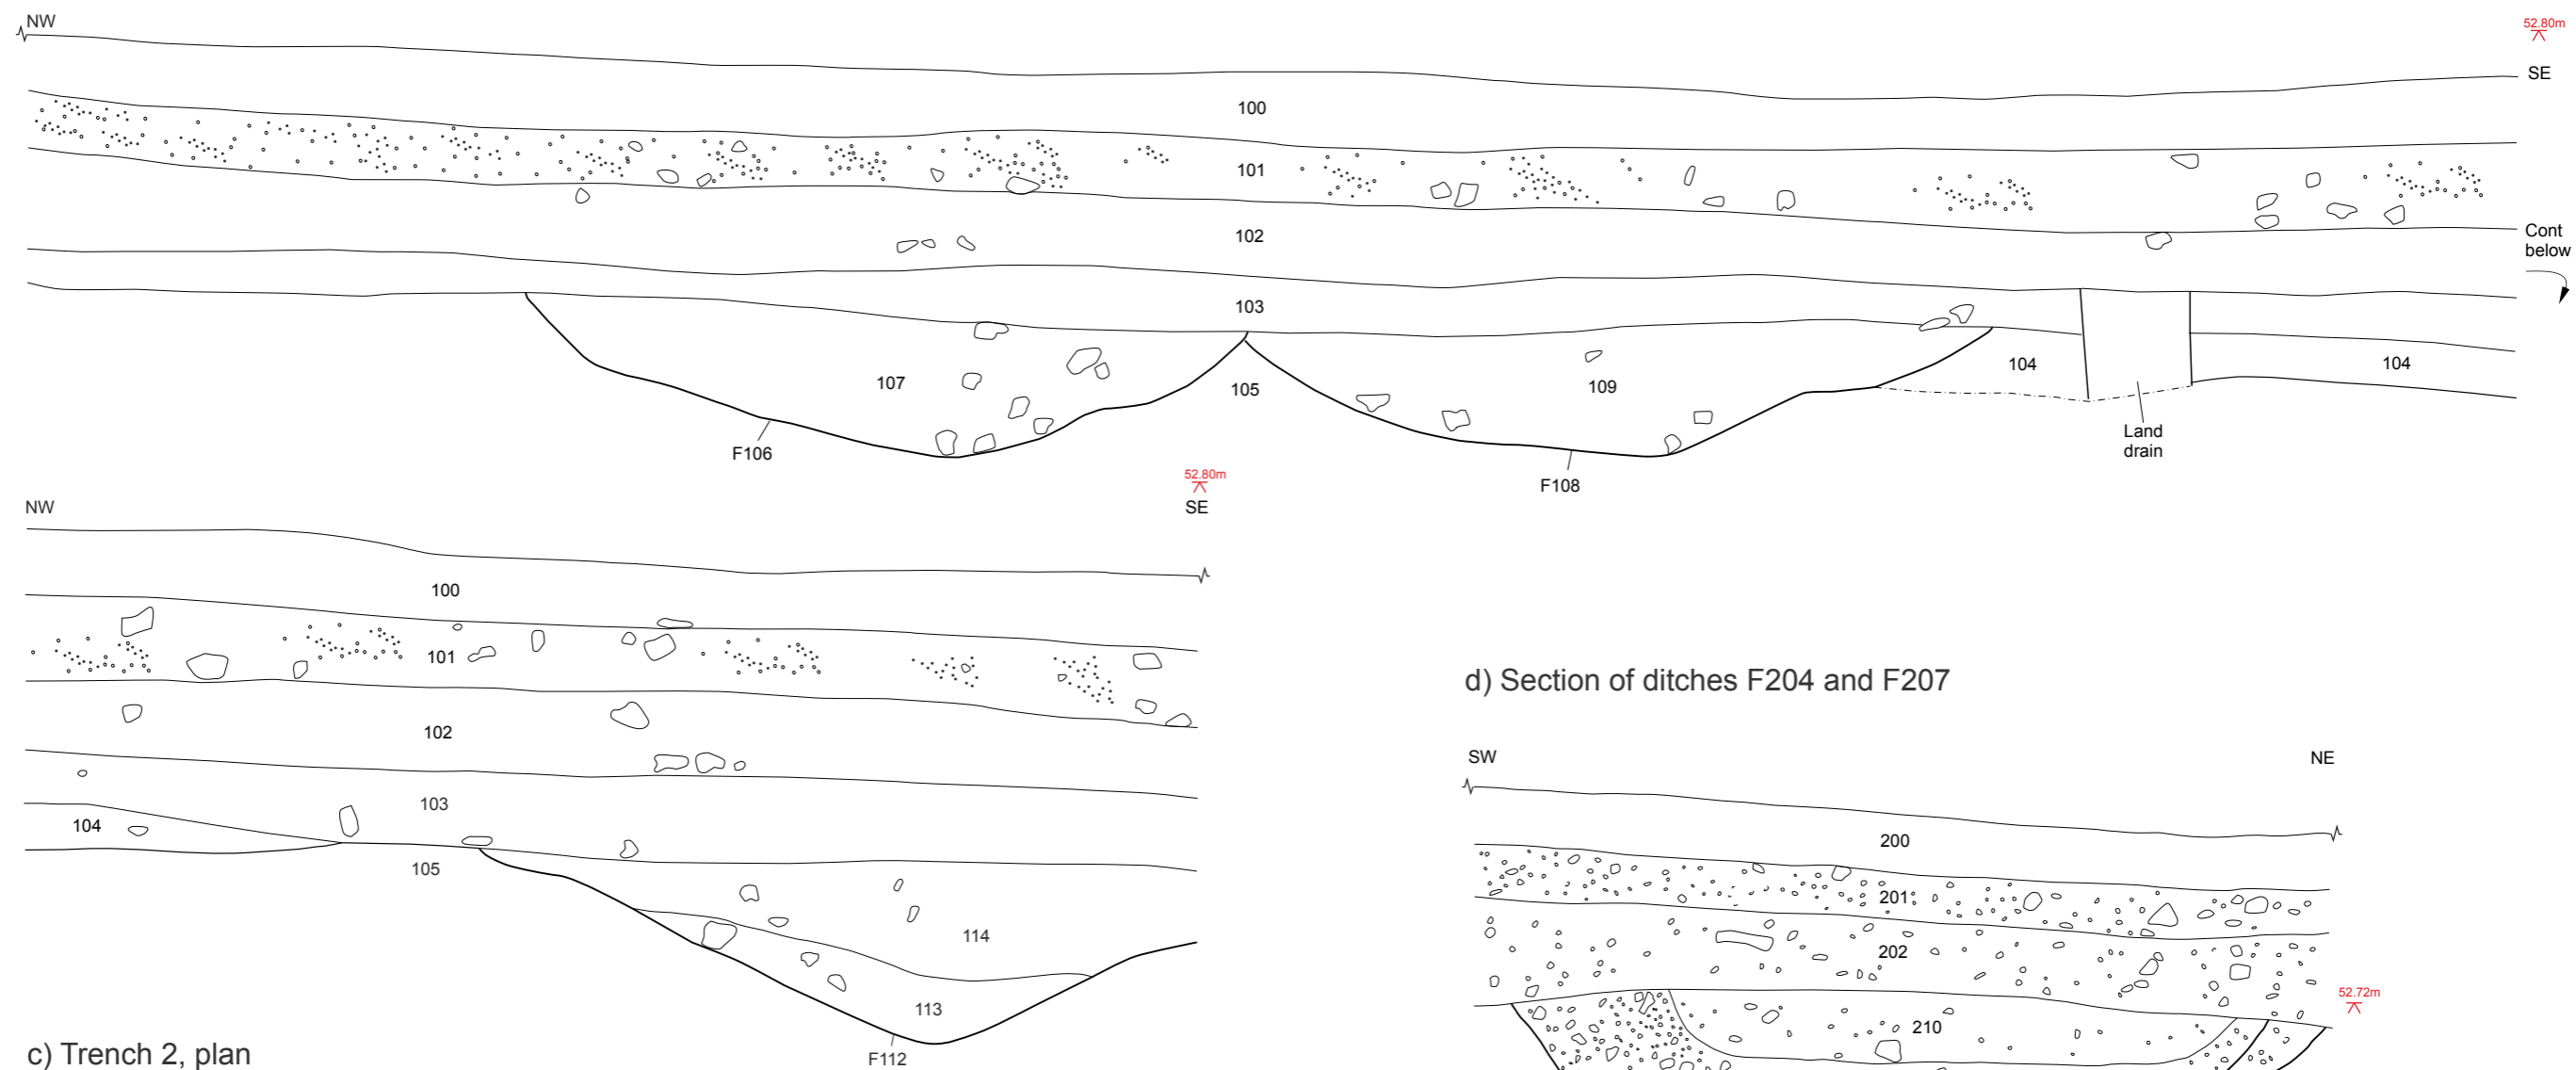 NW
52.80m
SE
100
101
102
Cont
below
103
107
105
109
104
104
Land
drain
F106
F108
52.80m
NW
SE
100
101
102
103
104
105
114
113
F112
c) Trench 2, plan
d) Section of ditches F204 and F207
SW
NE
200
201
202
52.72m
210